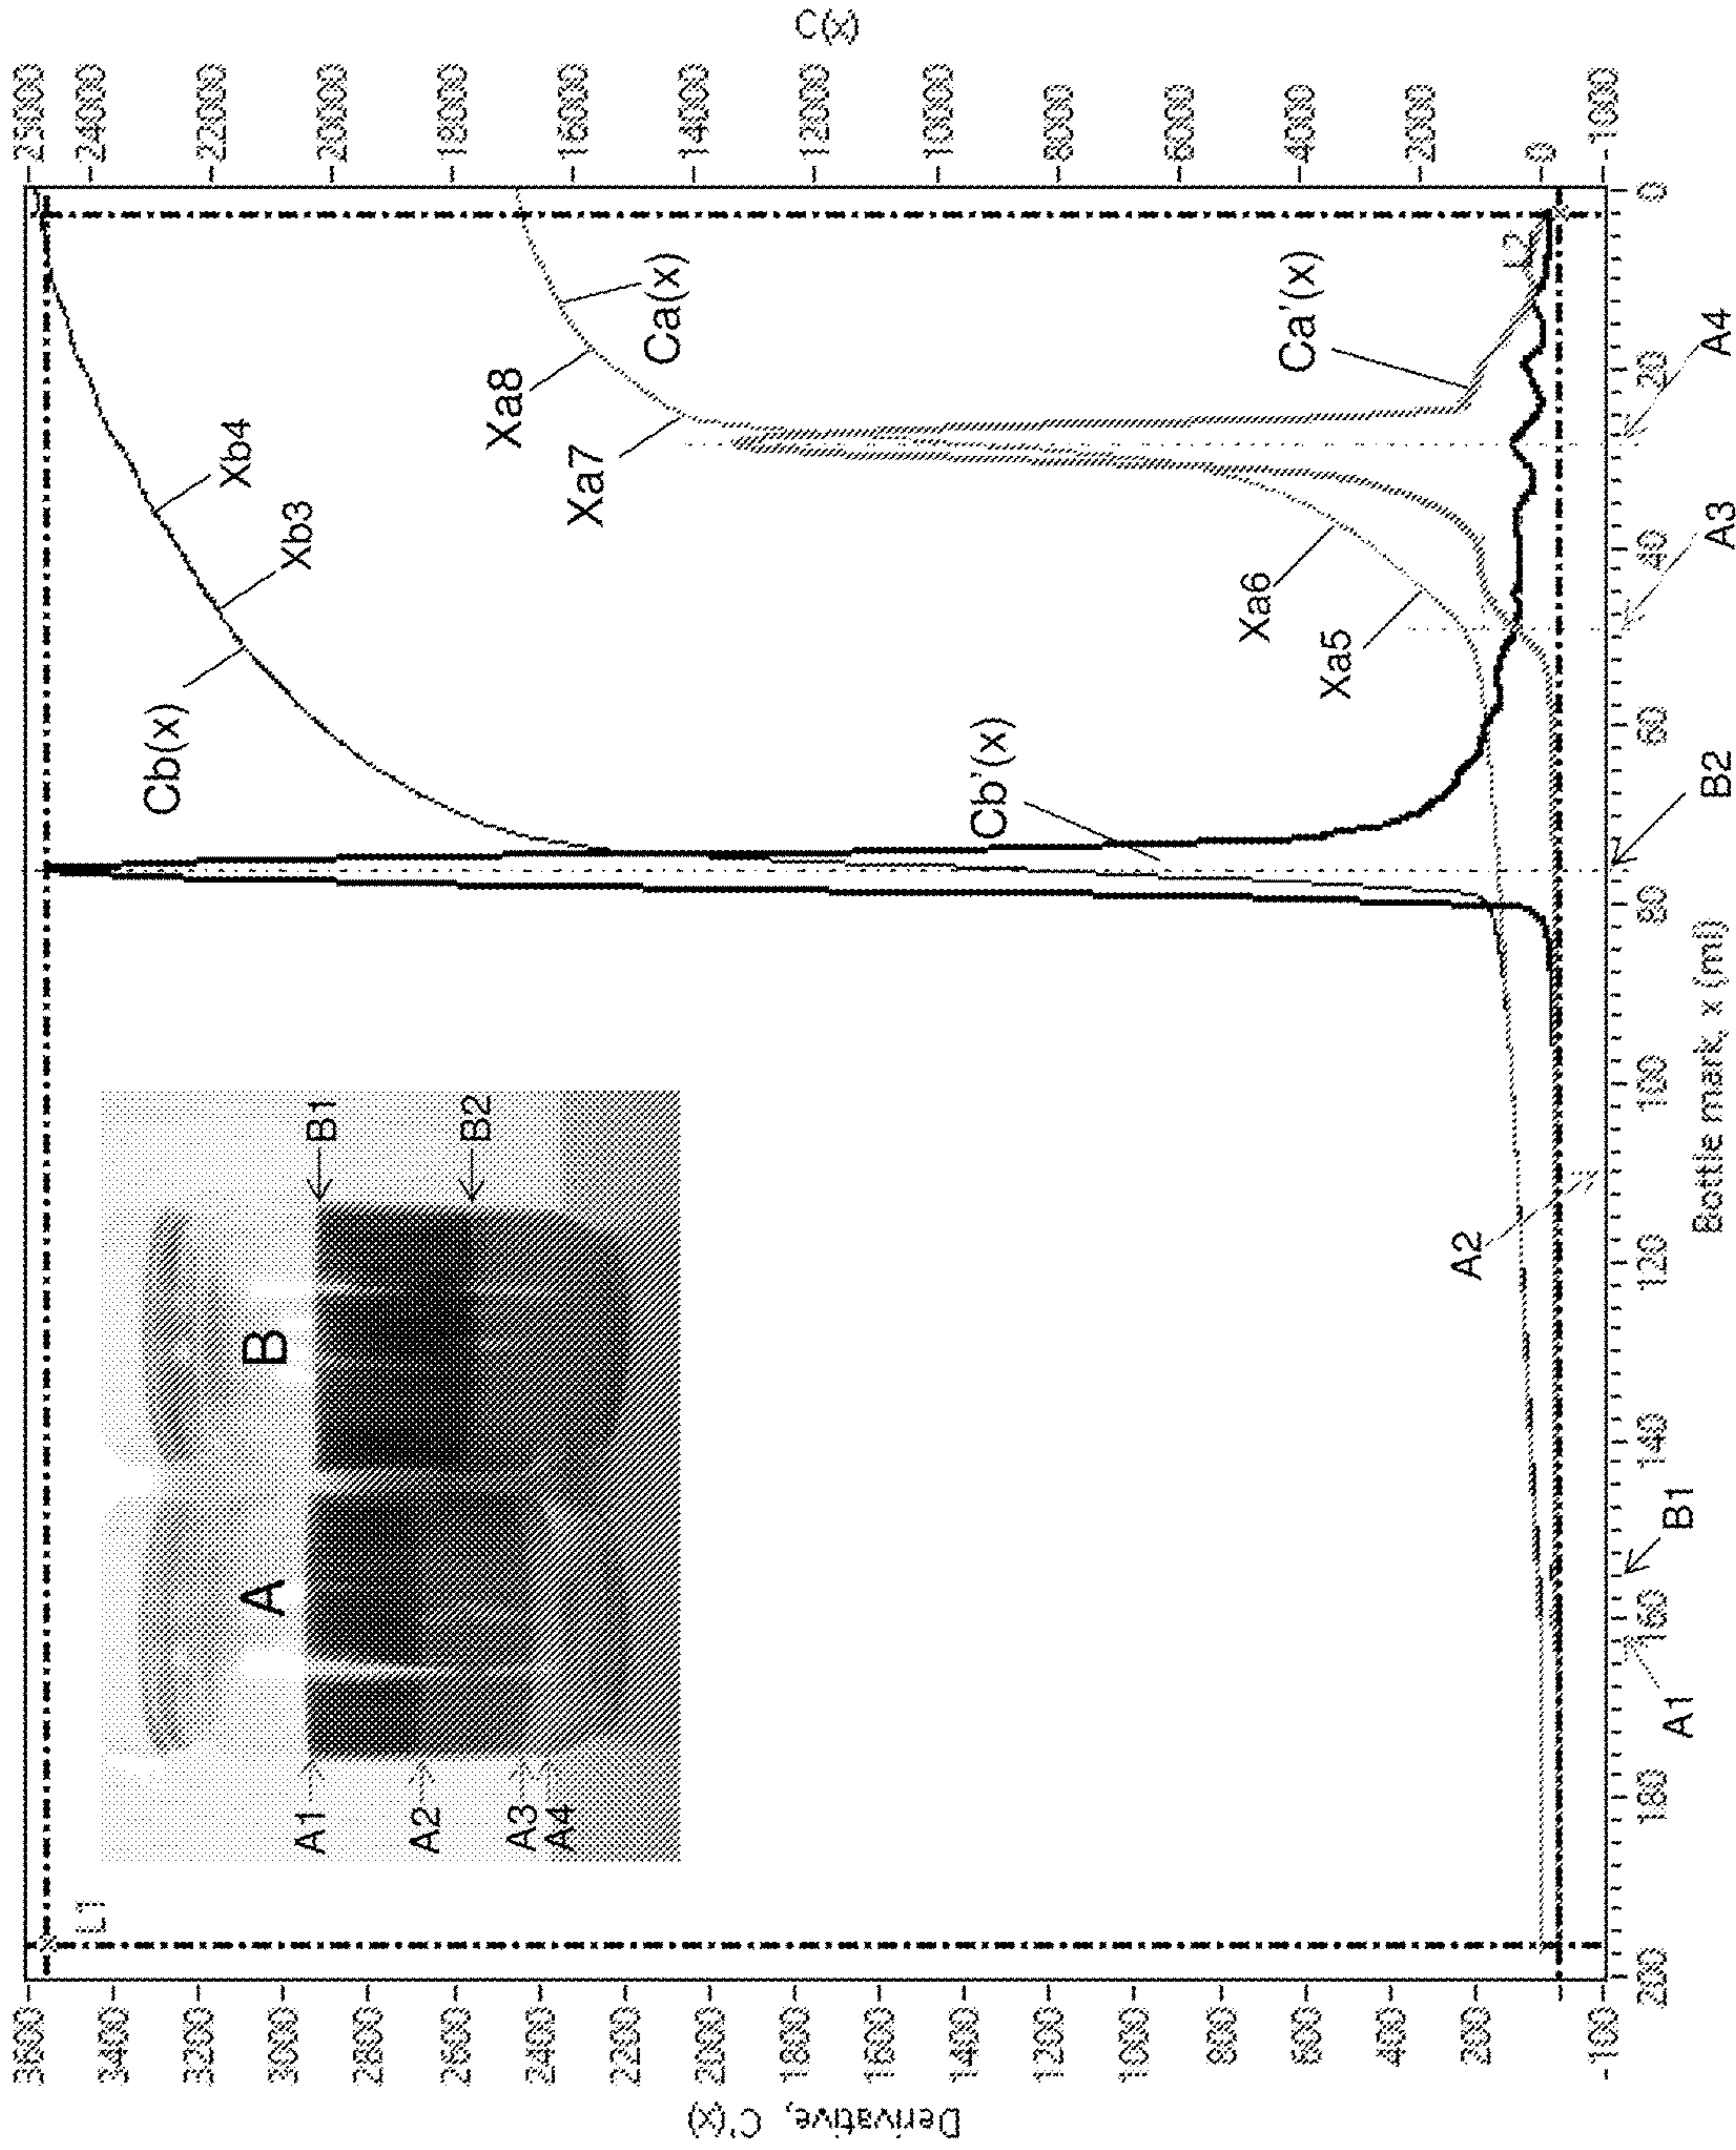 Derivative, C'(x)
3600
3400
3200
3000
2800
2600
2400
2200
2000
1800
1600
1400
1200
1000
800
600
400
200
-100
L1
A
B
A1
A2
A3
A4
B1
B2
Cb(x)
Xb3
Xb4
Xa8
Xa7
Ca(x)
Cb'(x)
Xa6
Xa5
Ca'(x)
L2
A2
-25000
-24000
-22000
-20000
-18000
-16000
-14000
-12000
-10000
-8000
-6000
-4000
-2000
-0
--1000
C(x)
200
180
160
140
120
100
80
60
40
20
0
A1
B1
B2
A3
A4
Bottle mark, x (ml)